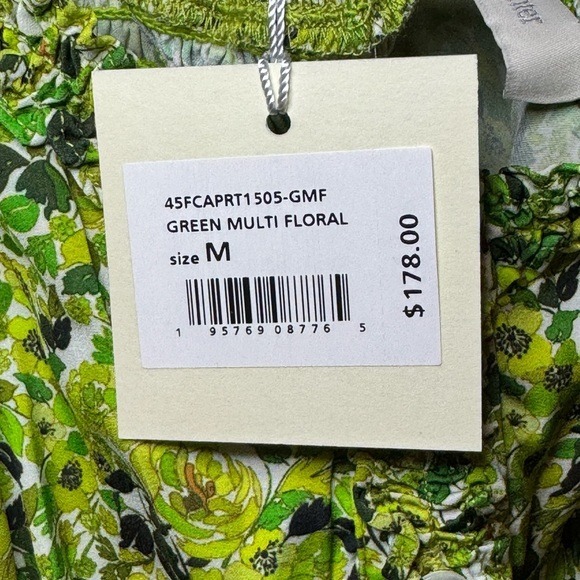 45FCAPRT1505-GMF
GREEN MULTI FLORAL
size M
$178.00
1 95769 08776 5